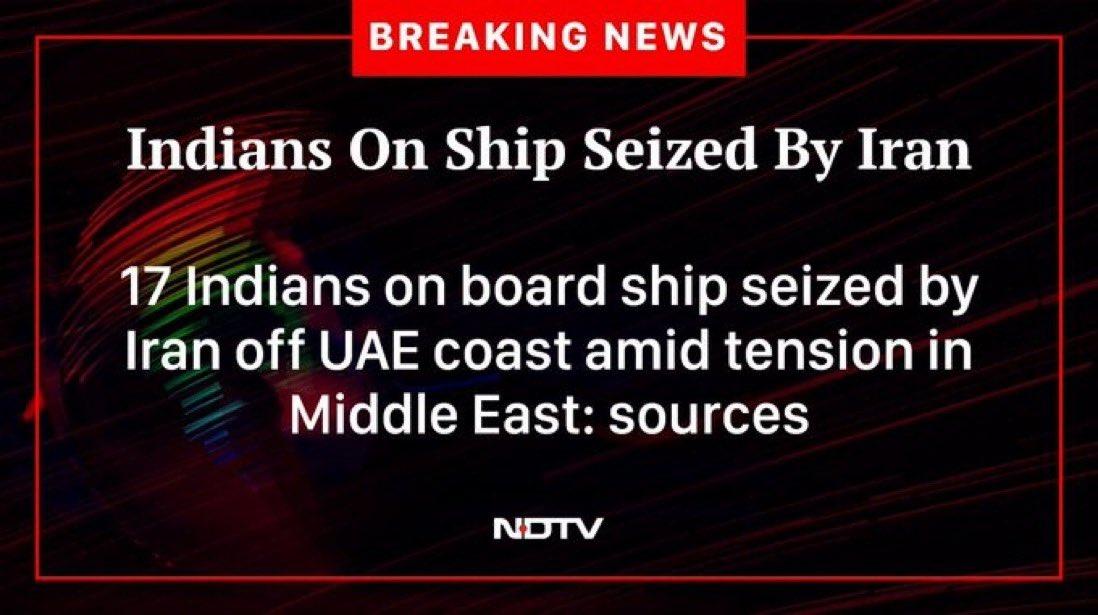 BREAKING NEWS
Indians On Ship Seized By Iran
17 Indians on board ship seized by
Iran off UAE coast amid tension in
Middle East: sources
NDTV